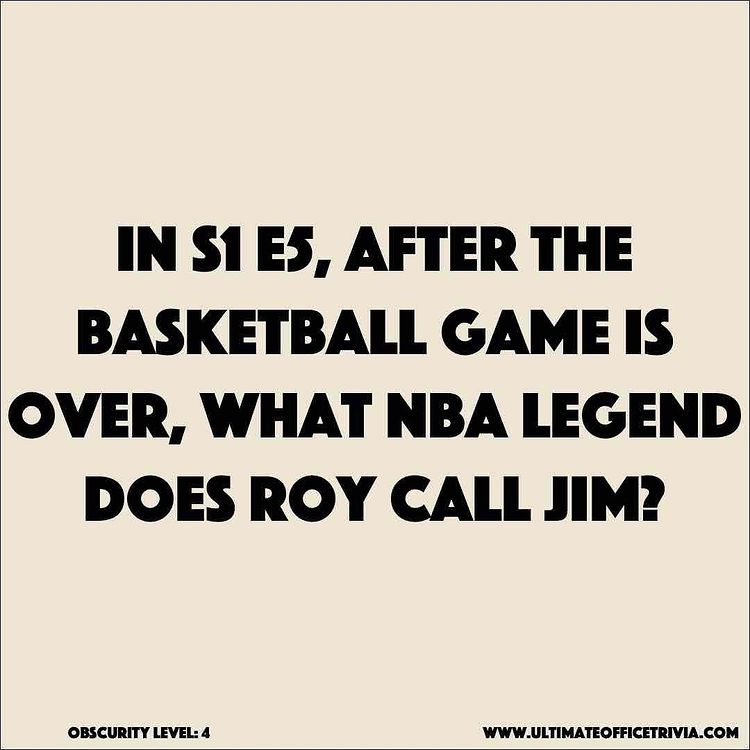 IN S1 E5, AFTER THE
BASKETBALL GAME IS
OVER, WHAT NBA LEGEND
DOES ROY CALL JIM?
OBSCURITY LEVEL: 4
WWW.ULTIMATEOFFICETRIVIA.COM